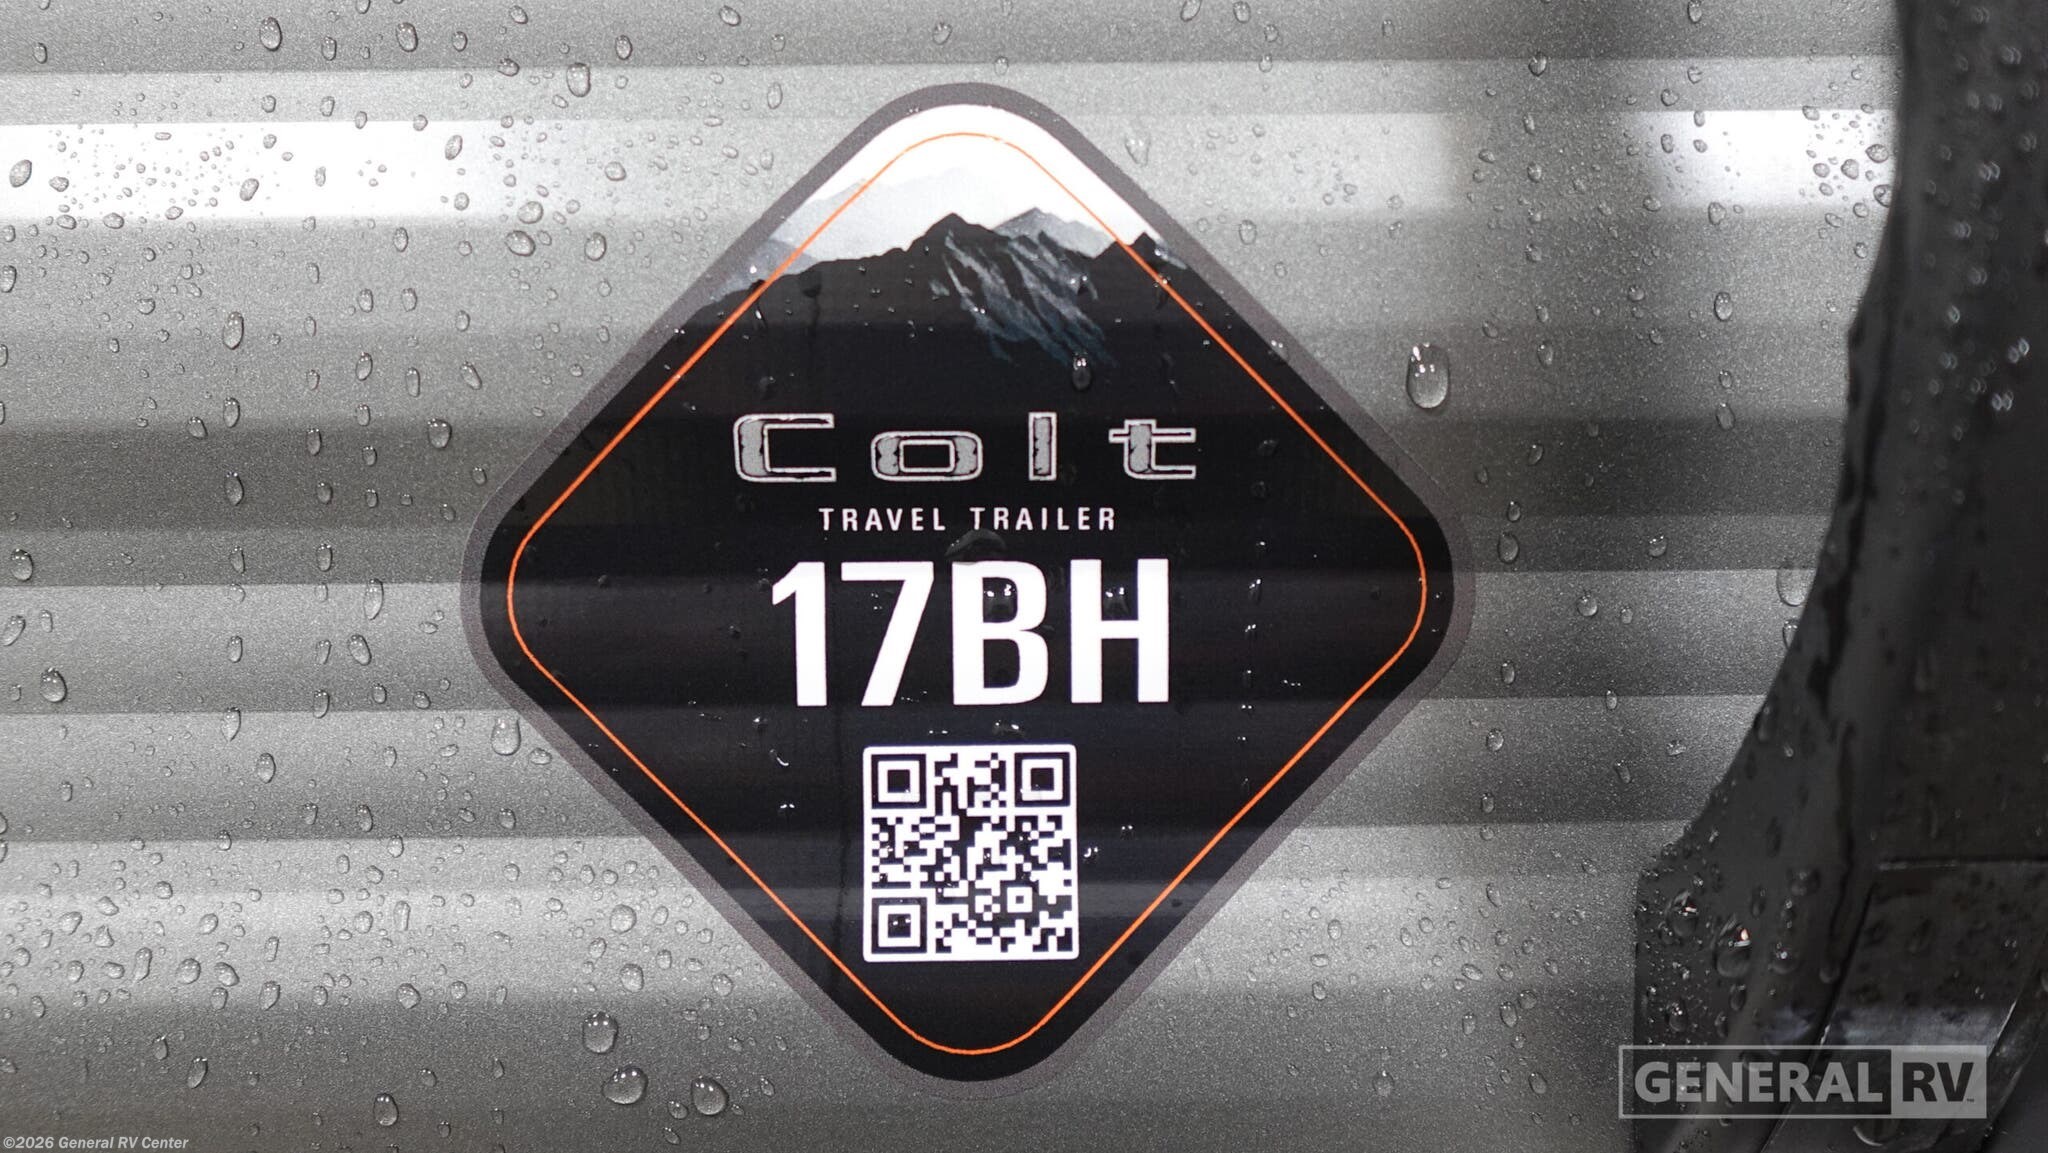 Colt
TRAVEL TRAILER
17BH
GENERAL RV
©2026 General RV Center